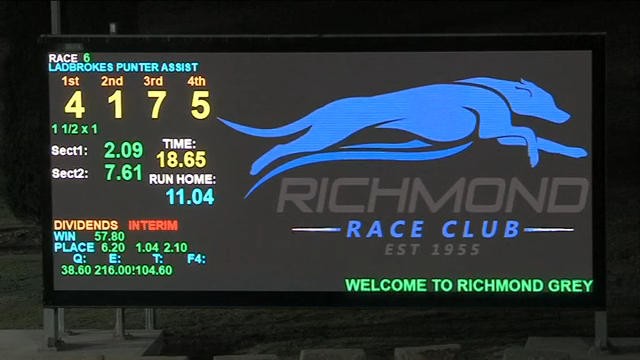 RACE 6
LADBROKES PUNTER ASSIST
1st 2nd 3rd 4th
4 1 7 5
1 1/2 x 1
Sect1: 2.09
TIME:
18.65
Sect2: 7.61
RUN HOME:
11.04
DIVIDENDS INTERIM
WIN 57.80
PLACE 6.20 1.04 2.10
Q: E: T: F4:
38.60 216.00!104.60
RICHMOND
RACE CLUB
EST 1955
WELCOME TO RICHMOND GREY